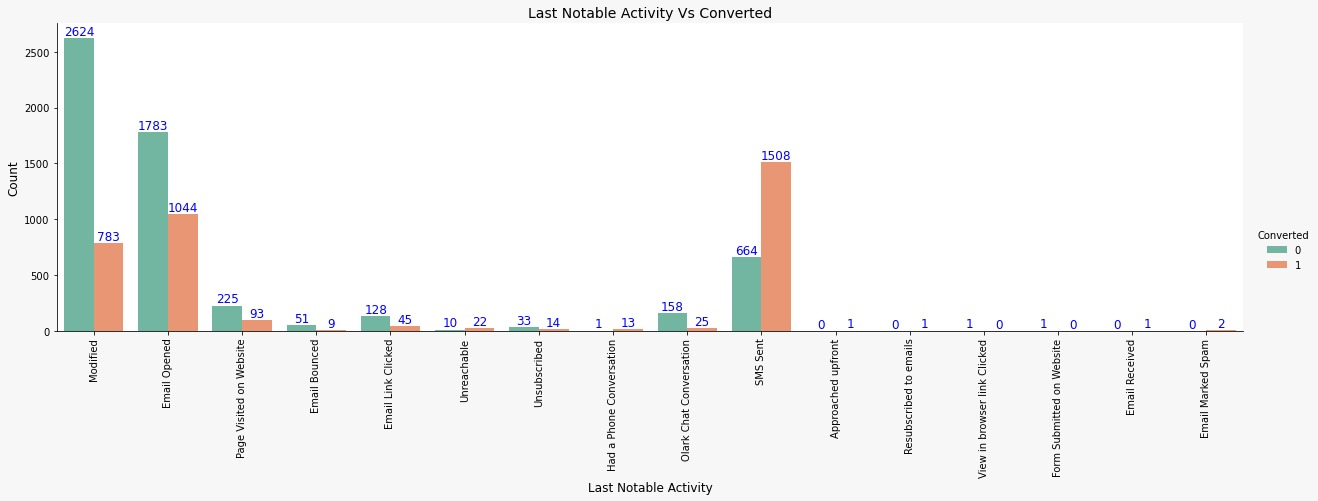 Last Notable Activity Vs Converted
Count
2500
2000
1500
1000
500
0
2624
783
1783
1044
225
93
51
9
128
45
10
22
33
14
1
13
158
25
664
1508
0
1
0
1
1
0
1
0
0
1
0
2
Modified
Email Opened
Page Visited on Website
Email Bounced
Email Link Clicked
Unreachable
Unsubscribed
Had a Phone Conversation
Olark Chat Conversation
SMS Sent
Approached upfront
Resubscribed to emails
View in browser link Clicked
Form Submitted on Website
Email Received
Email Marked Spam
Last Notable Activity
Converted
0
1